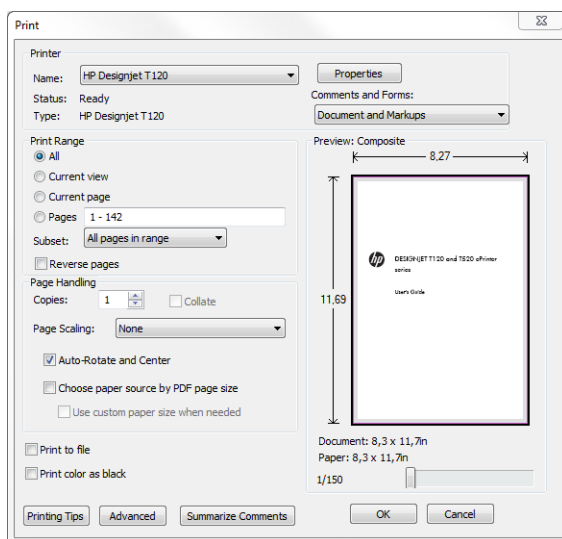 Print
Printer
Name: HP Designjet T120
Properties
Status: Ready
Comments and Forms:
Type: HP Designjet T120
Document and Markups
Print Range
All
Current view
Current page
Pages 1 - 142
Subset: All pages in range
Reverse pages
Page Handling
Copies: 1 Collate
Page Scaling: None
Auto-Rotate and Center
Choose paper source by PDF page size
Use custom paper size when needed
Print to file
Print color as black
Printing Tips Advanced Summarize Comments
Preview: Composite
8,27
11,69
hp
DESIGNJET T120 and T520 ePrinter
series
User's Guide
Document: 8,3 x 11,7in
Paper: 8,3 x 11,7in
1/150
OK Cancel